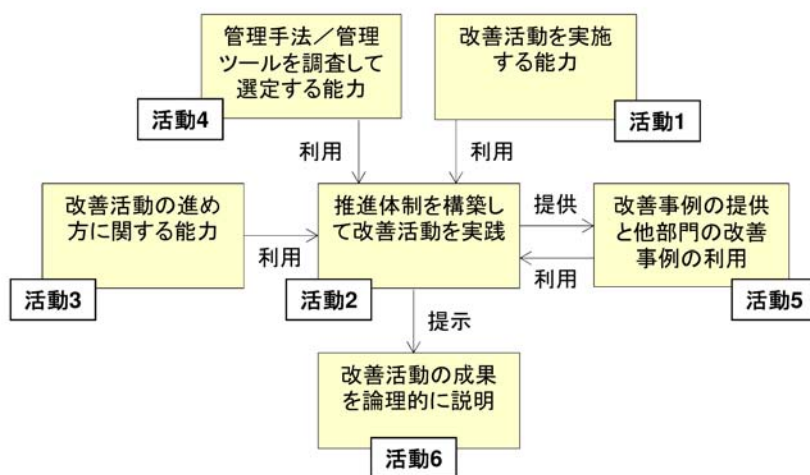 管理手法／管理
ツールを調査して
選定する能力
活動4
改善活動を実施
する能力
活動1
利用
利用
改善活動の進め
方に関する能力
活動3
利用
推進体制を構築し
て改善活動を実践
活動2
提供
利用
改善事例の提供
と他部門の改善
事例の利用
活動5
提示
改善活動の成果
を論理的に説明
活動6